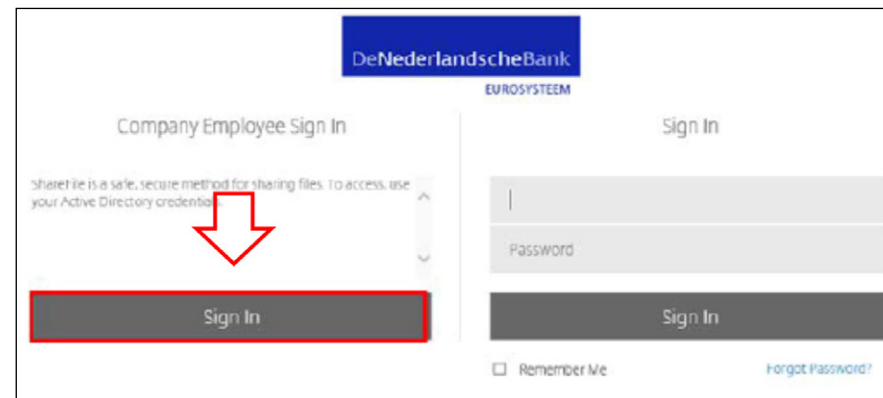 DeNederlandscheBank
EUROSYSTEEM
Company Employee Sign In
ShareFile is a safe, secure method for sharing files. To access, use
your Active Directory credentials.
Sign In
Sign In
Password
Sign In
Remember Me
Forgot Password?